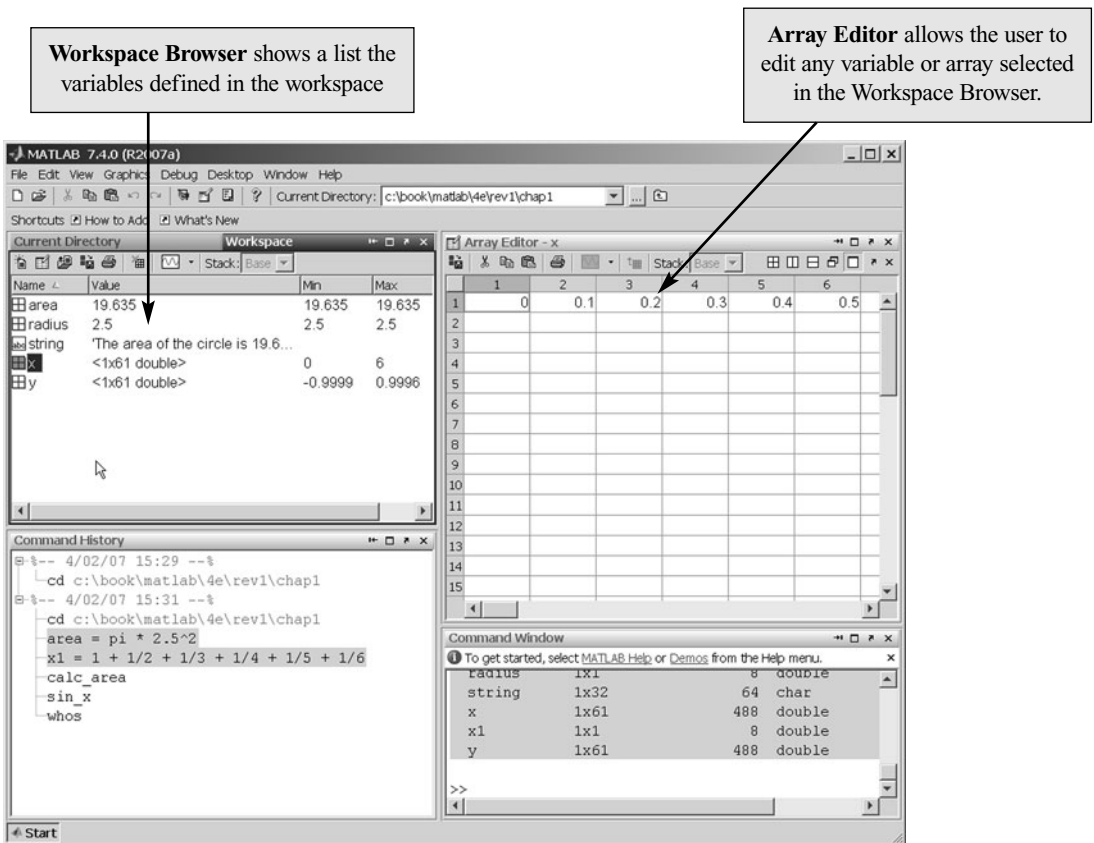 Workspace Browser shows a list the
variables defined in the workspace
Array Editor allows the user to
edit any variable or array selected
in the Workspace Browser.
MATLAB 7.4.0 (R2007a)
File Edit View Graphics Debug Desktop Window Help
Current Directory: c:\book\matlab\4e\rev1\chap1
Shortcuts How to Add What's New
Current Directory Workspace
Stack: Base
Name Value Min Max
area 19.635 19.635 19.635
radius 2.5 2.5 2.5
abc string 'The area of the circle is 19.6...
x <1x61 double> 0 6
y <1x61 double> -0.9999 0.9996
Array Editor - x
Stack: Base
1 2 3 4 5 6
1 0 0.1 0.2 0.3 0.4 0.5
2
3
4
5
6
7
8
9
10
11
12
13
14
15
Command History
%-- 4/02/07 15:29 --%
cd c:\book\matlab\4e\rev1\chap1
%-- 4/02/07 15:31 --%
cd c:\book\matlab\4e\rev1\chap1
area = pi * 2.5^2
x1 = 1 + 1/2 + 1/3 + 1/4 + 1/5 + 1/6
calc_area
sin_x
whos
Command Window
To get started, select MATLAB Help or Demos from the Help menu.
radius 1x1 8 double
string 1x32 64 char
x 1x61 488 double
x1 1x1 8 double
y 1x61 488 double
>>
Start